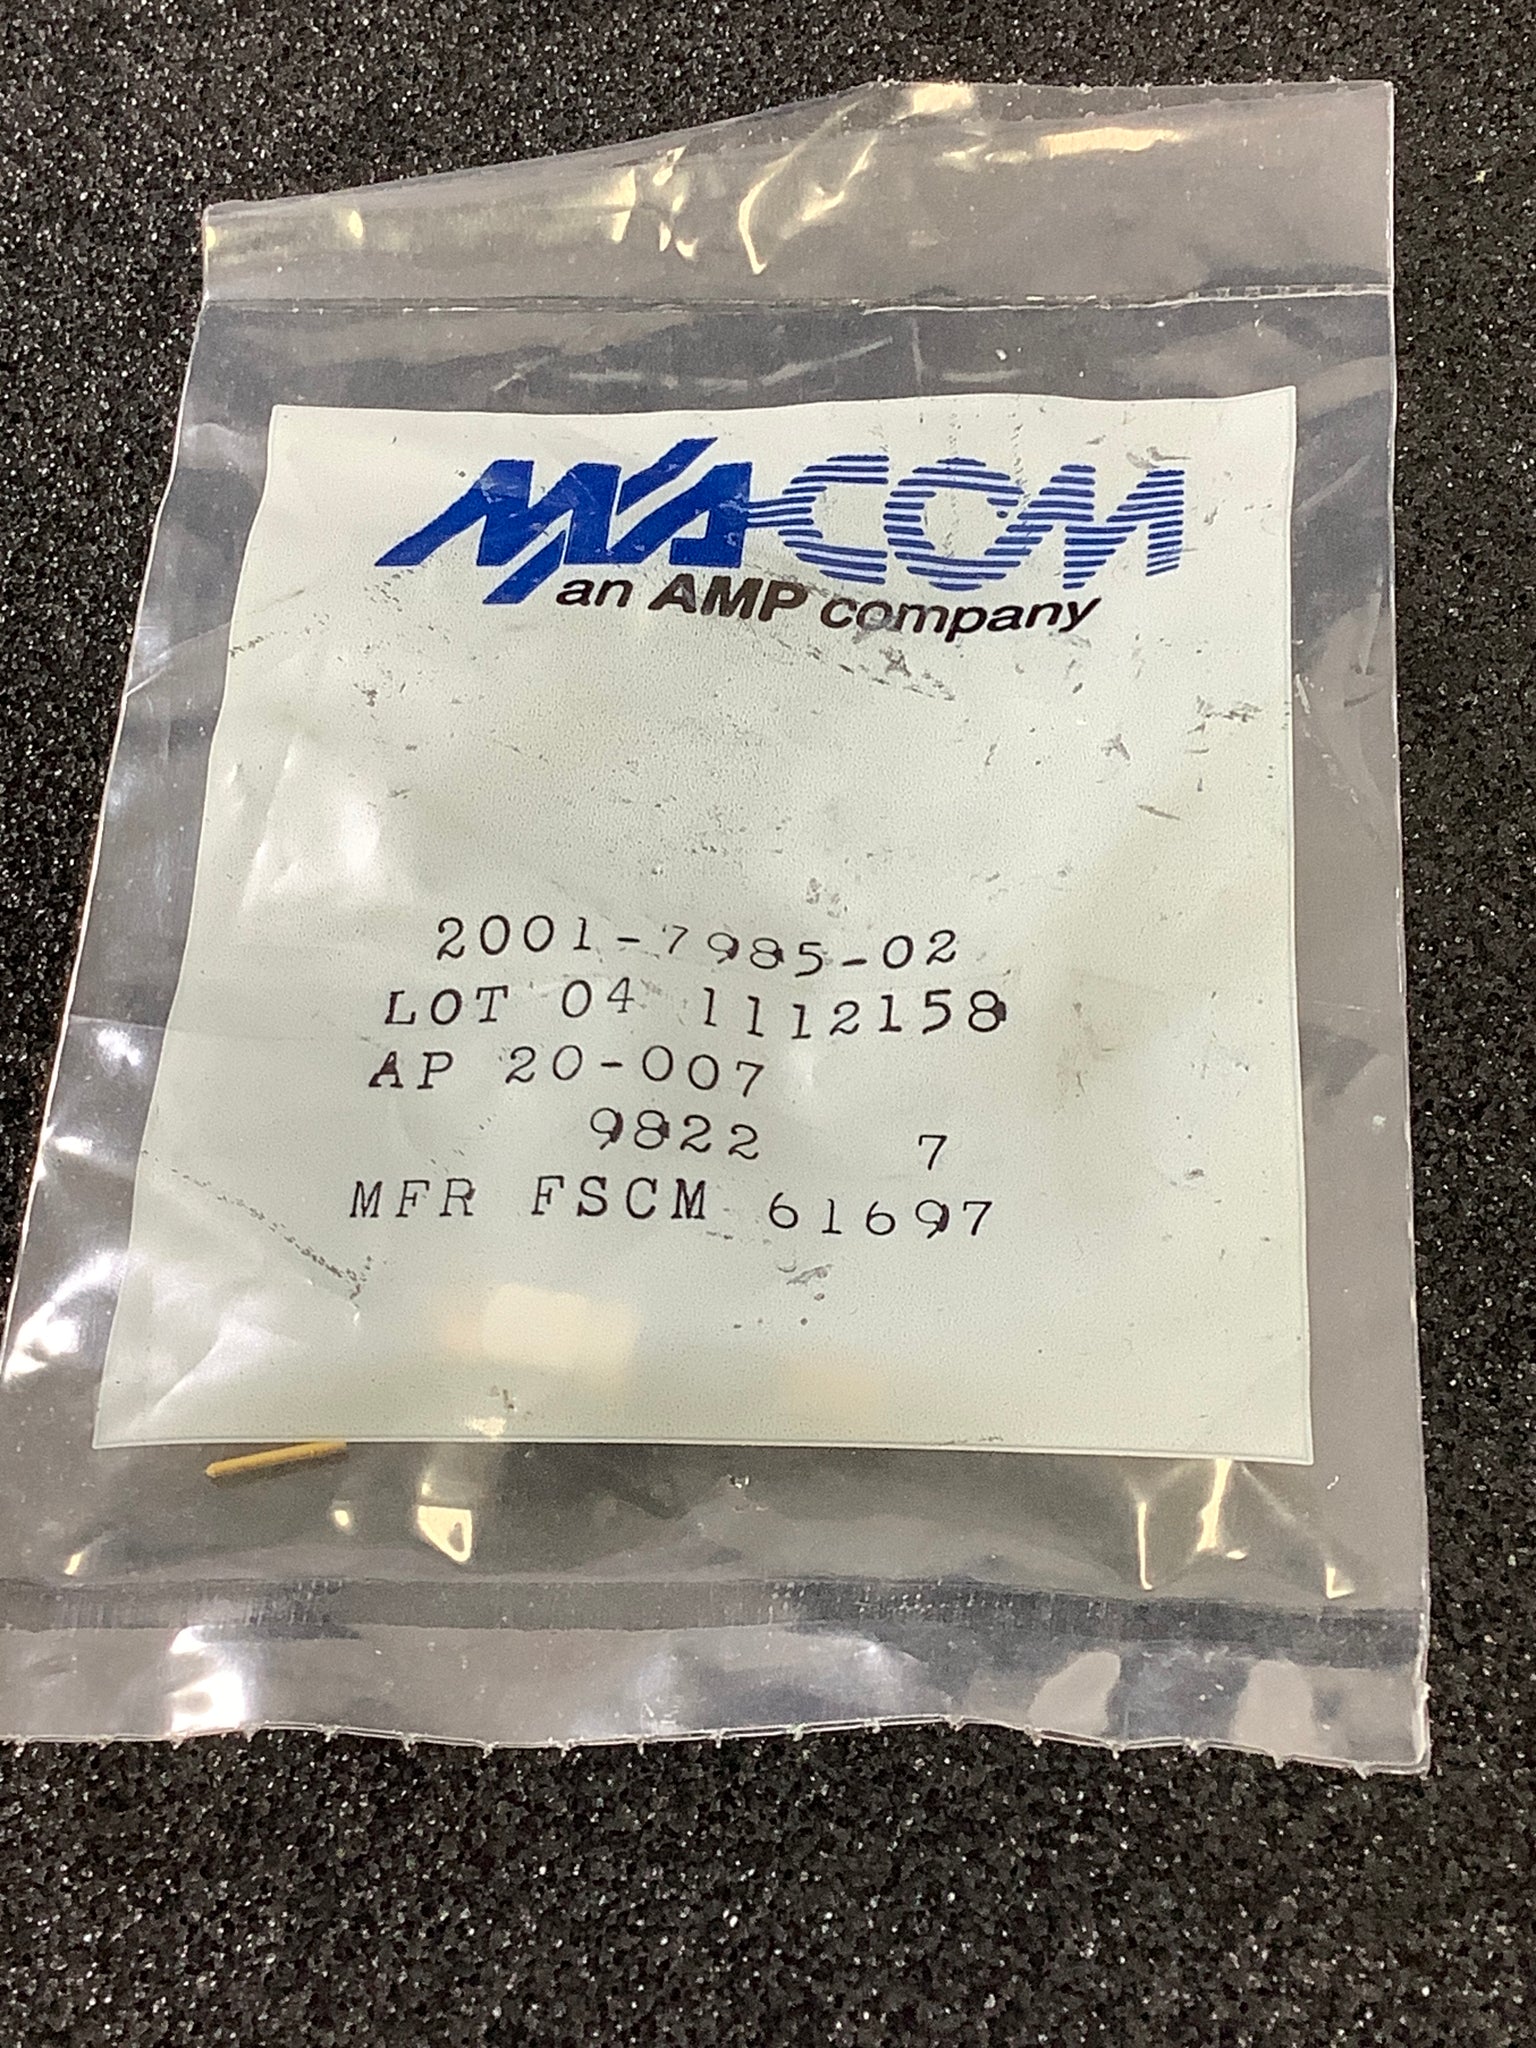 M/A-COM
an AMP company
2001-7985-02
LOT 04 1112158
AP 20-007
9822 7
MFR FSCM 61697